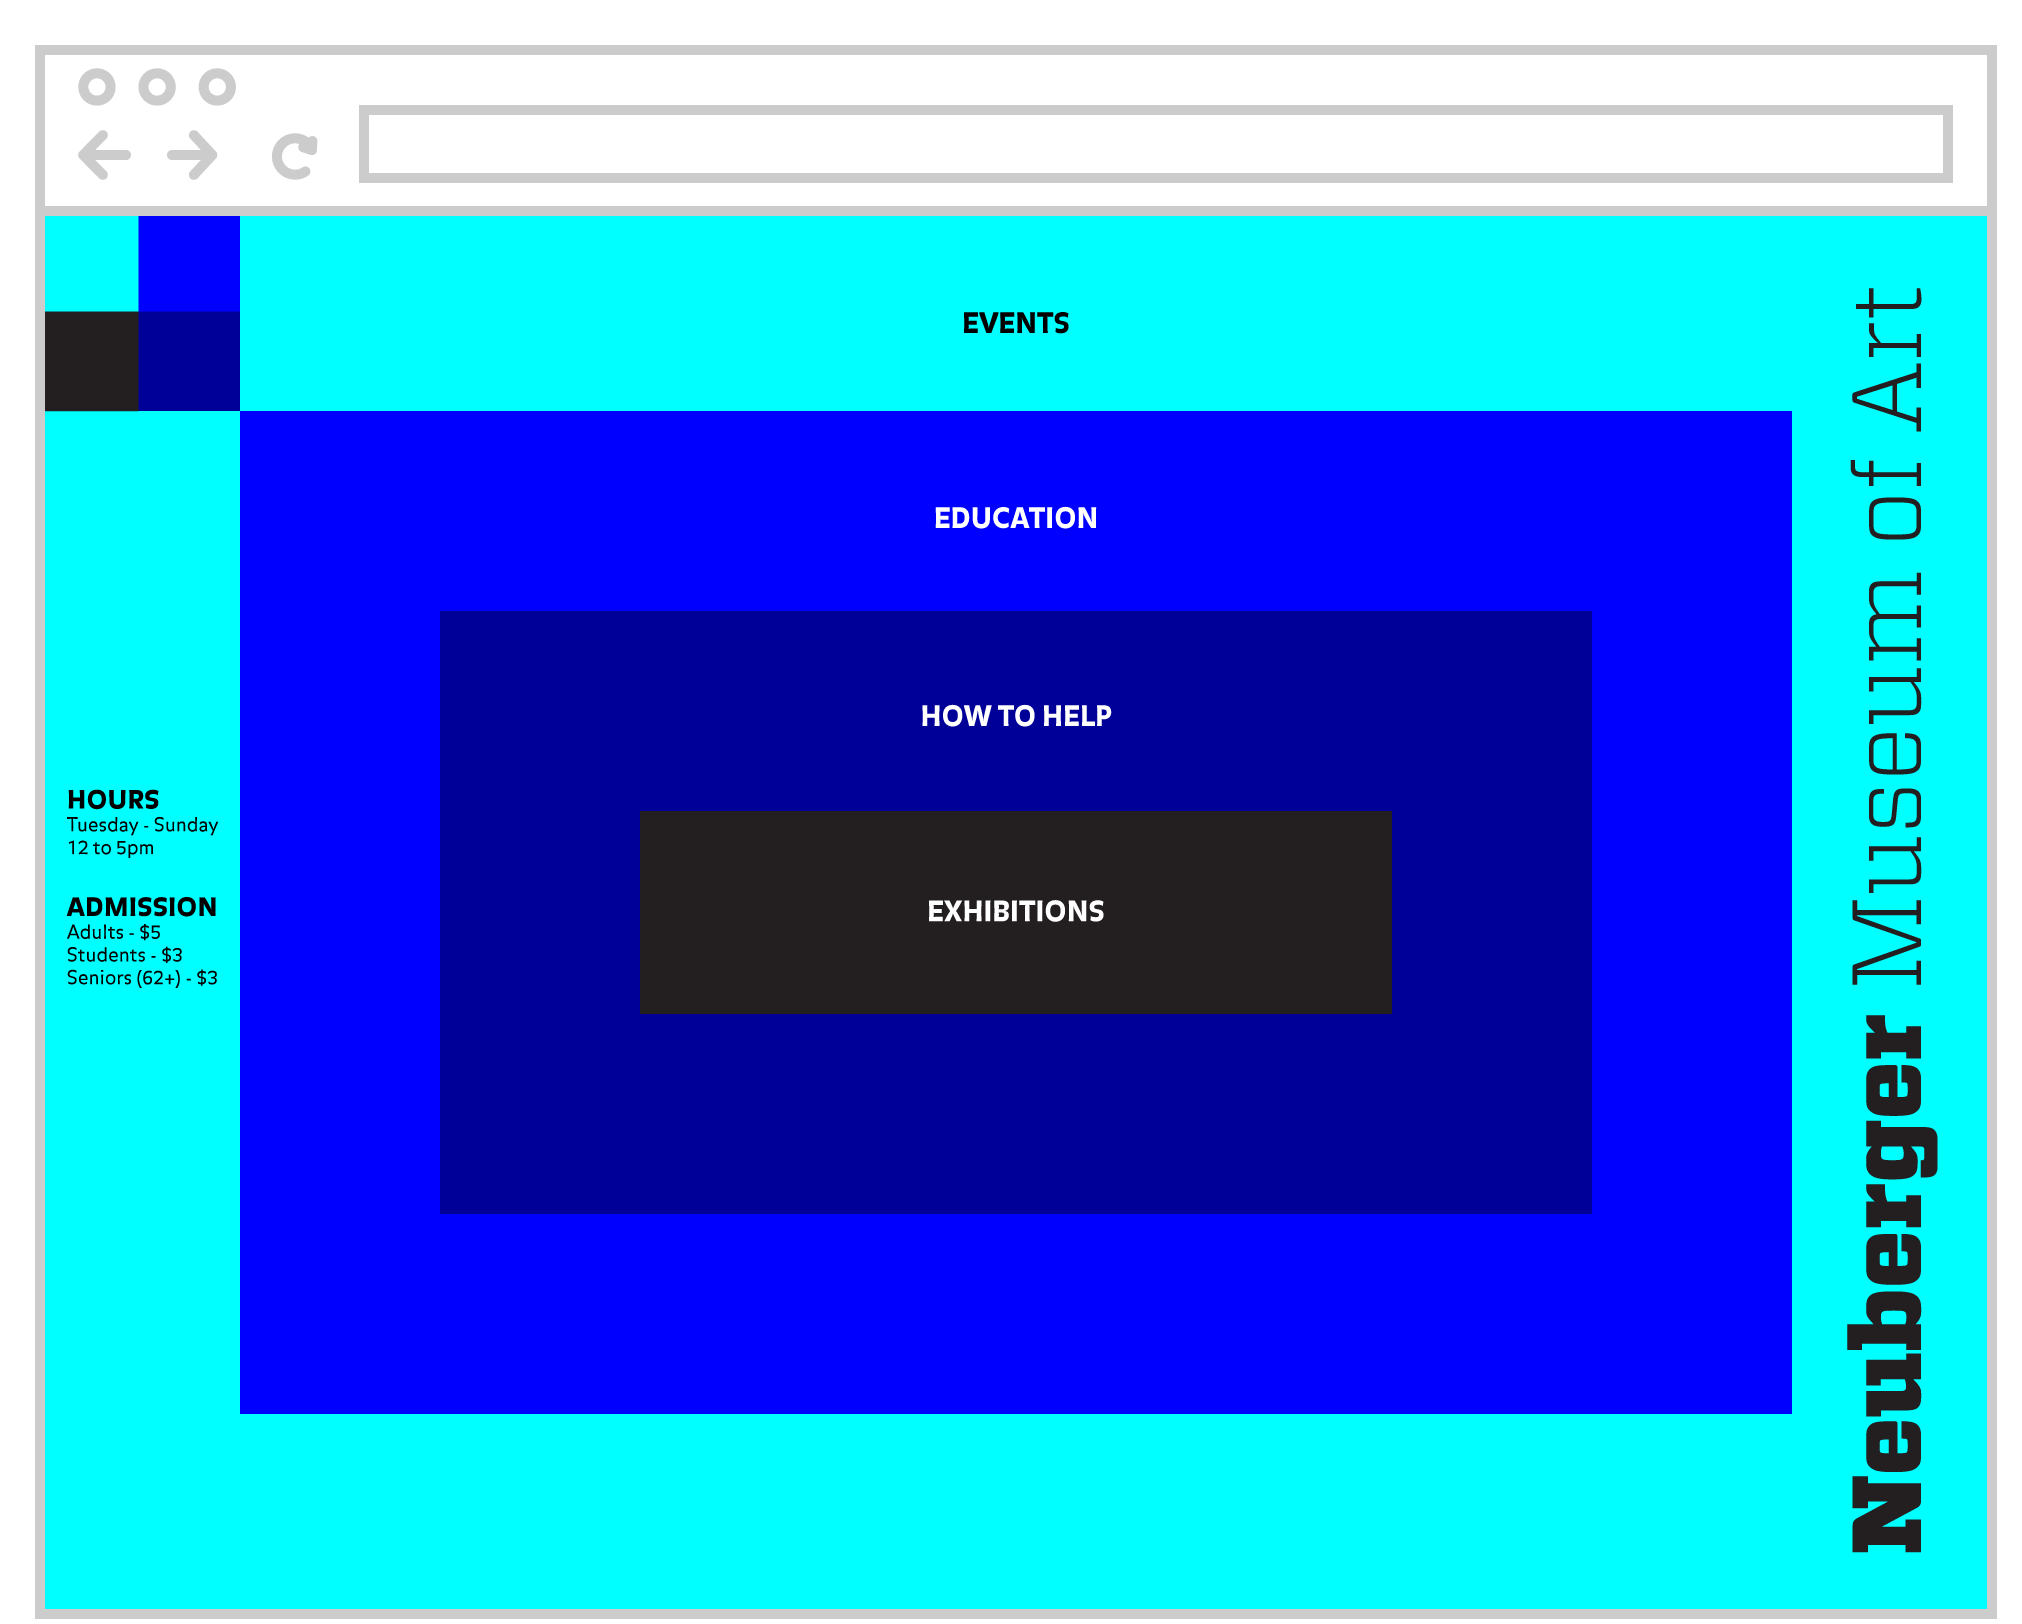 EVENTS
EDUCATION
HOW TO HELP
EXHIBITIONS
HOURS
Tuesday - Sunday
12 to 5pm
ADMISSION
Adults - $5
Students - $3
Seniors (62+) - $3
Neuberger Museum of Art